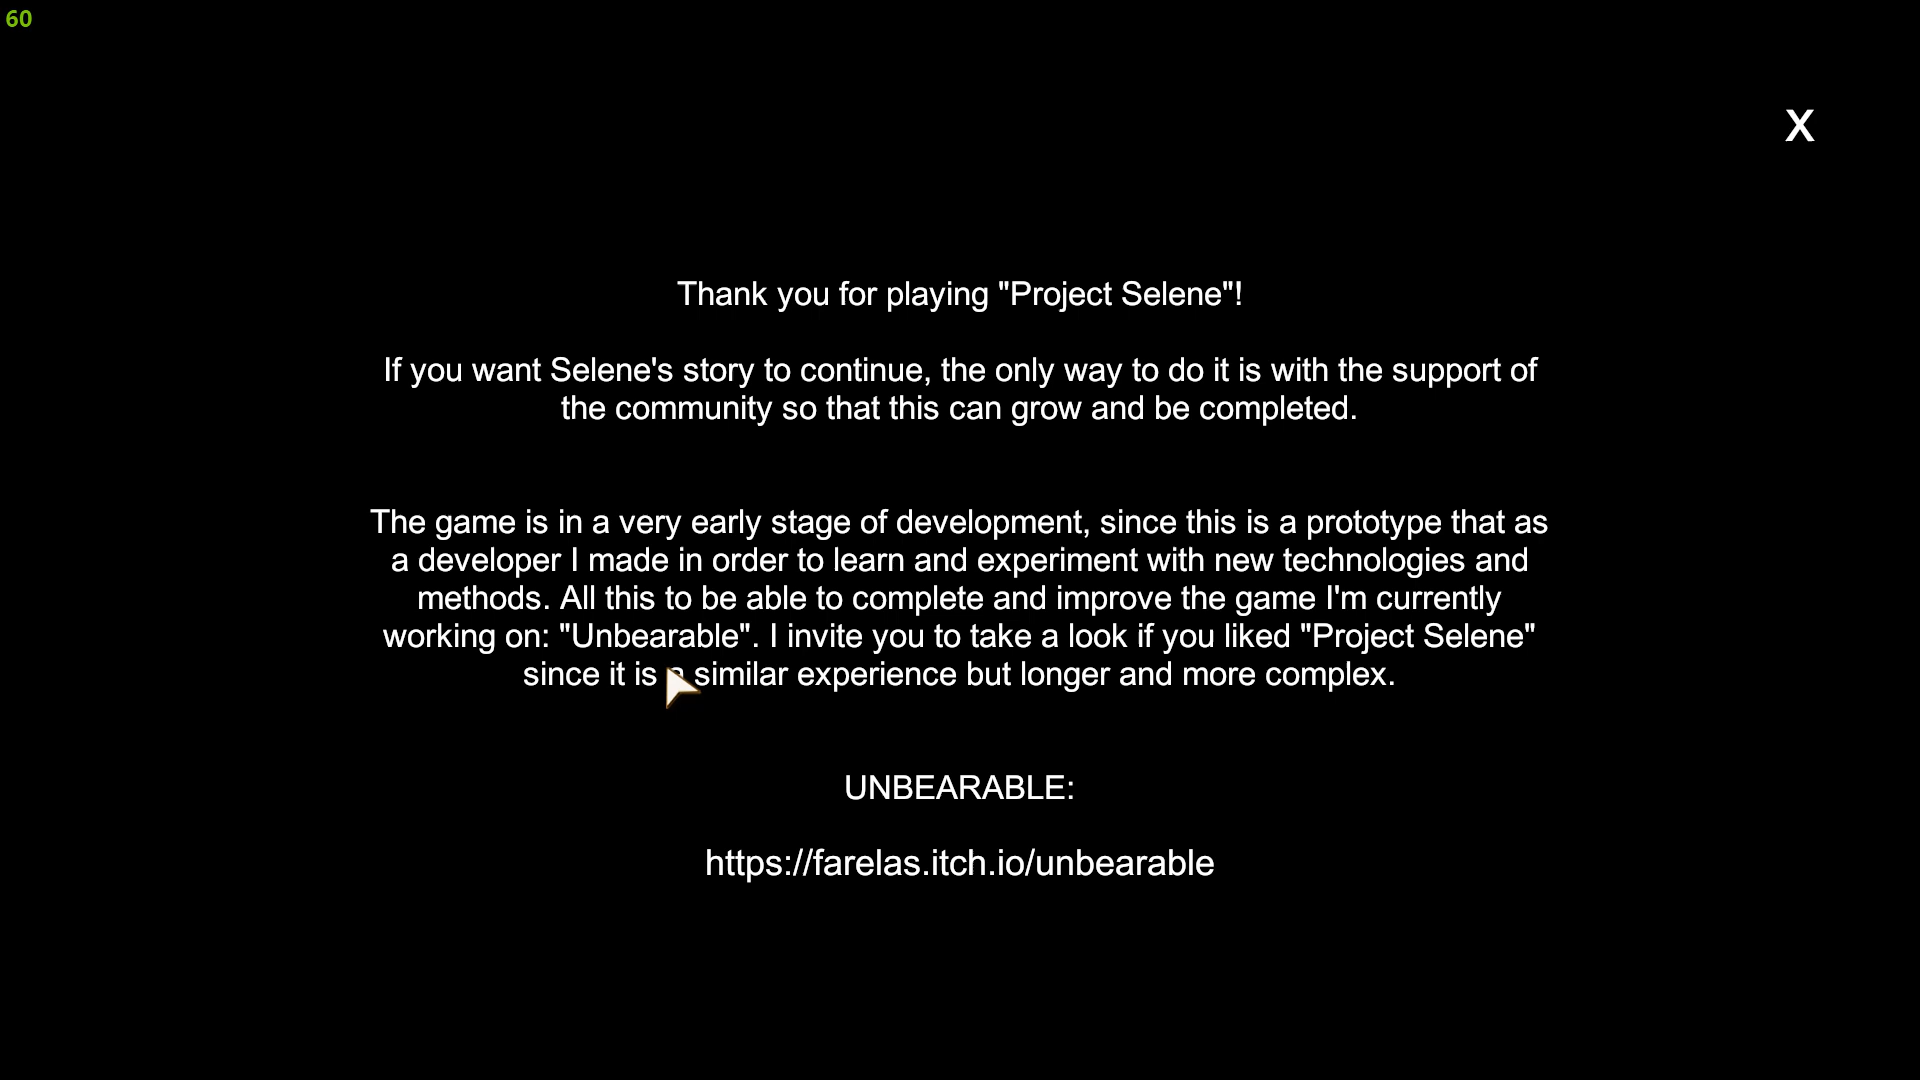 60
X
Thank you for playing "Project Selene"!
If you want Selene's story to continue, the only way to do it is with the support of
the community so that this can grow and be completed.
The game is in a very early stage of development, since this is a prototype that as
a developer I made in order to learn and experiment with new technologies and
methods. All this to be able to complete and improve the game I'm currently
working on: "Unbearable". I invite you to take a look if you liked "Project Selene"
since it is a similar experience but longer and more complex.
UNBEARABLE:
https://farelas.itch.io/unbearable